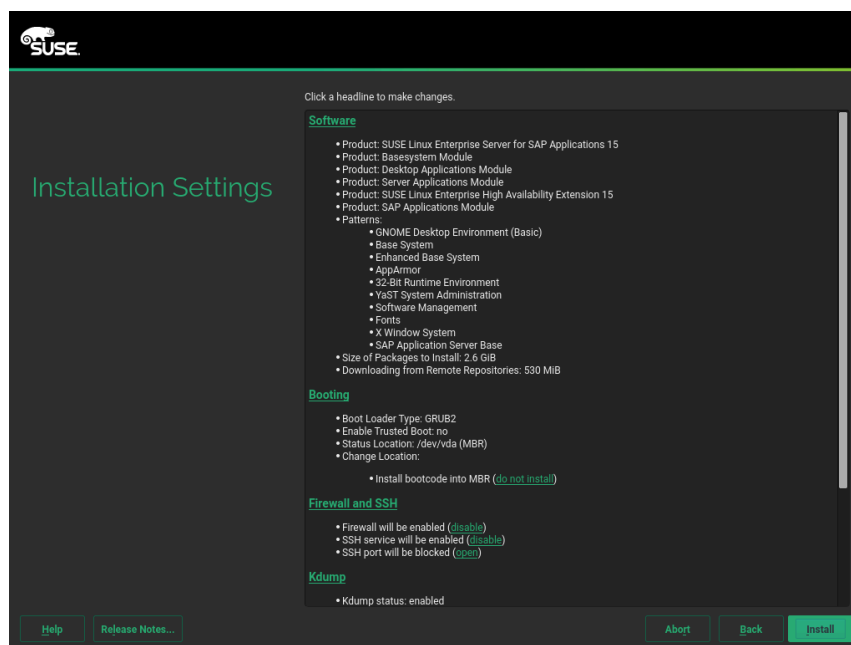 SUSE.
Click a headline to make changes.
Installation Settings
Software
• Product: SUSE Linux Enterprise Server for SAP Applications 15
• Product: Basesystem Module
• Product: Desktop Applications Module
• Product: Server Applications Module
• Product: SUSE Linux Enterprise High Availability Extension 15
• Product: SAP Applications Module
• Patterns:
• GNOME Desktop Environment (Basic)
• Base System
• Enhanced Base System
• AppArmor
• 32-Bit Runtime Environment
• YaST System Administration
• Software Management
• Fonts
• X Window System
• SAP Application Server Base
• Size of Packages to Install: 2.6 GiB
• Downloading from Remote Repositories: 530 MiB
Booting
• Boot Loader Type: GRUB2
• Enable Trusted Boot: no
• Status Location: /dev/vda (MBR)
• Change Location:
• Install bootcode into MBR (do not install)
Firewall and SSH
• Firewall will be enabled (disable)
• SSH service will be enabled (disable)
• SSH port will be blocked (open)
Kdump
• Kdump status: enabled
Help
Release Notes...
Abort
Back
Install